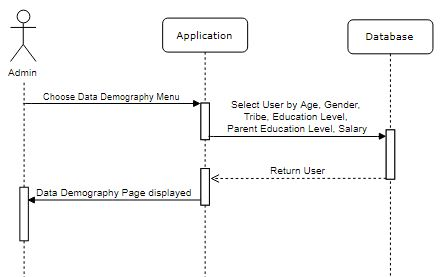 Application
Database
Admin
Choose Data Demography Menu
Select User by Age, Gender,
Tribe, Education Level,
Parent Education Level, Salary
Return User
Data Demography Page displayed